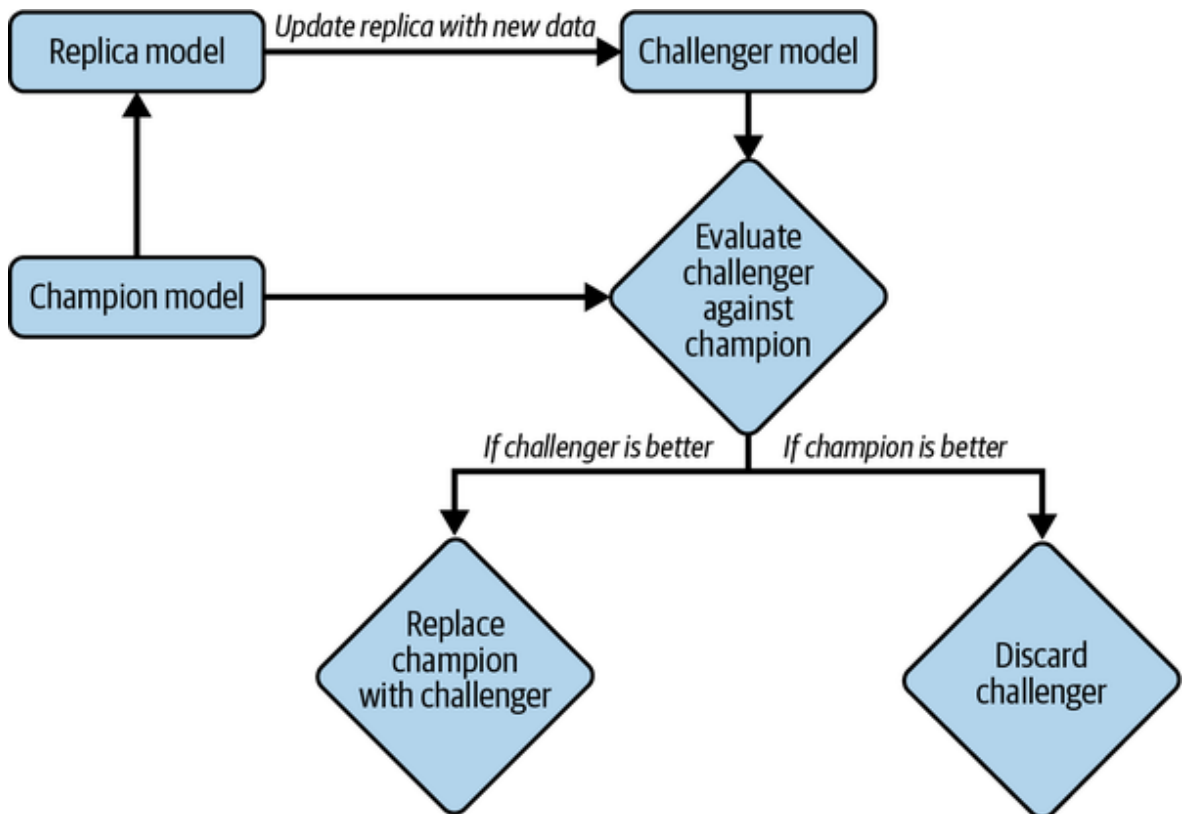 Replica model
Update replica with new data
Challenger model
Champion model
Evaluate
challenger
against
champion
If challenger is better
If champion is better
Replace
champion
with challenger
Discard
challenger